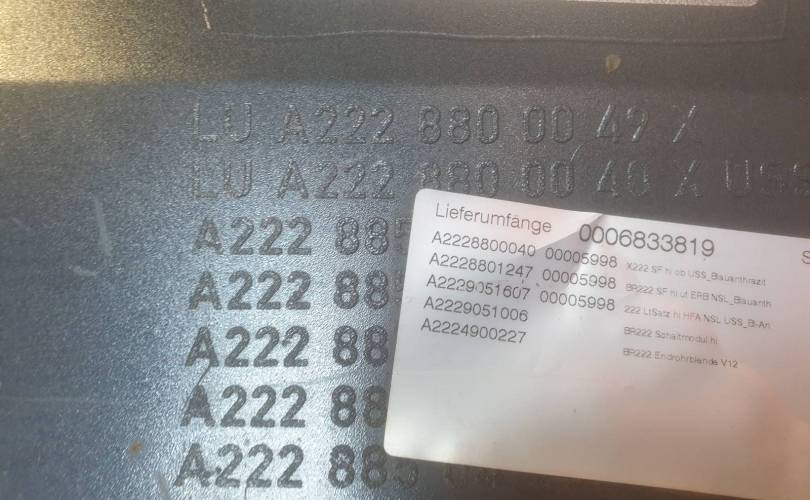 LU A222 880 00 49 X
LU A222 880 00 40 X USS
A222 885
A222 88
A222 88
A222 88
A222 885
Lieferumfänge 0006833819 S
A2228800040 00005998 X222 SF hi ob USS_Blauanthrazit
A2228801247 00005998 BR222 SF hi ut ERB NSL_Blauanth
A2229051607 00005998 222 LtSatz hi HFA NSL USS_Bl-An
A2229051006 BR222 Schaltmodul hi
A2224900227 BR222 Endrohrblende V12